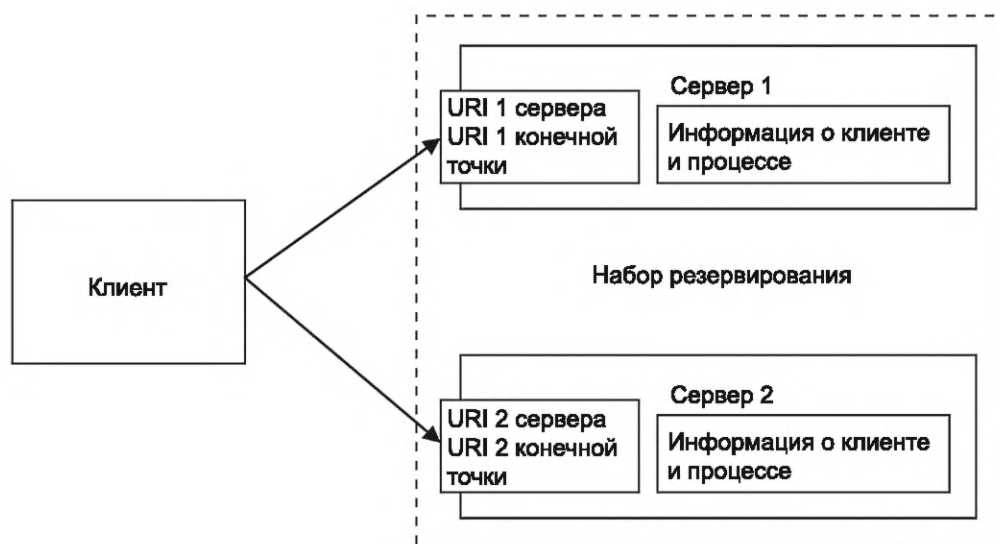 Сервер 1
URI 1 сервера
URI 1 конечной
точки
Информация о клиенте
и процессе
Клиент
Набор резервирования
Сервер 2
URI 2 сервера
URI 2 конечной
точки
Информация о клиенте
и процессе